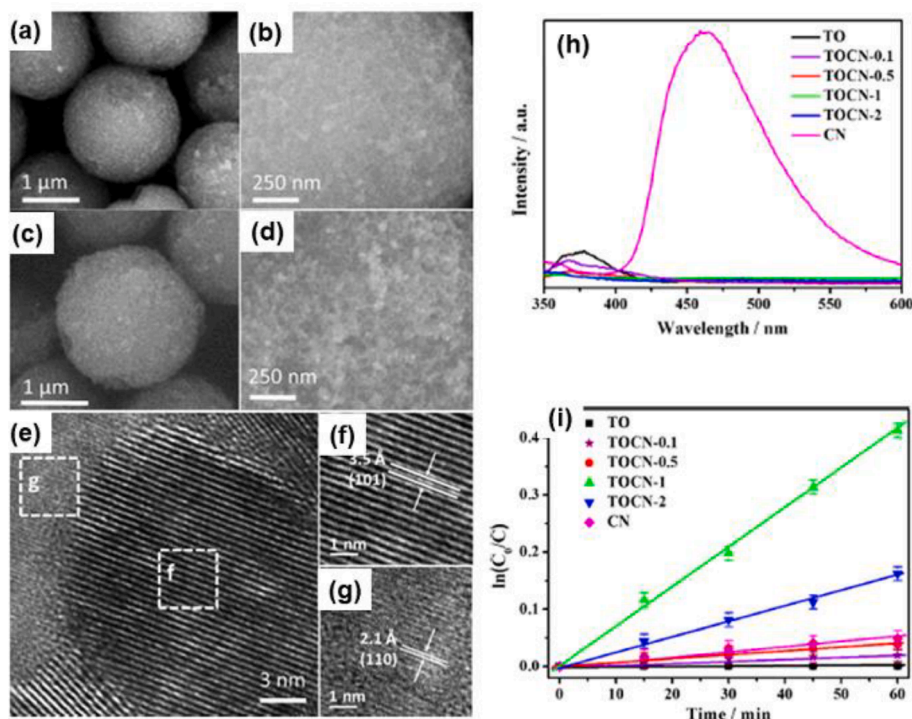 (a)
1 μm
(b)
250 nm
(c)
1 μm
(d)
250 nm
(e)
g
f
3 nm
(f)
3.5 Å
(101)
1 nm
(g)
2.1 Å
(110)
1 nm
(h)
TO
TOCN-0.1
TOCN-0.5
TOCN-1
TOCN-2
CN
Intensity / a.u.
350 400 450 500 550 600
Wavelength / nm
(i)
TO
TOCN-0.1
TOCN-0.5
TOCN-1
TOCN-2
CN
ln(C₀/C)
0.4
0.3
0.2
0.1
0.0
0 10 20 30 40 50 60
Time / min